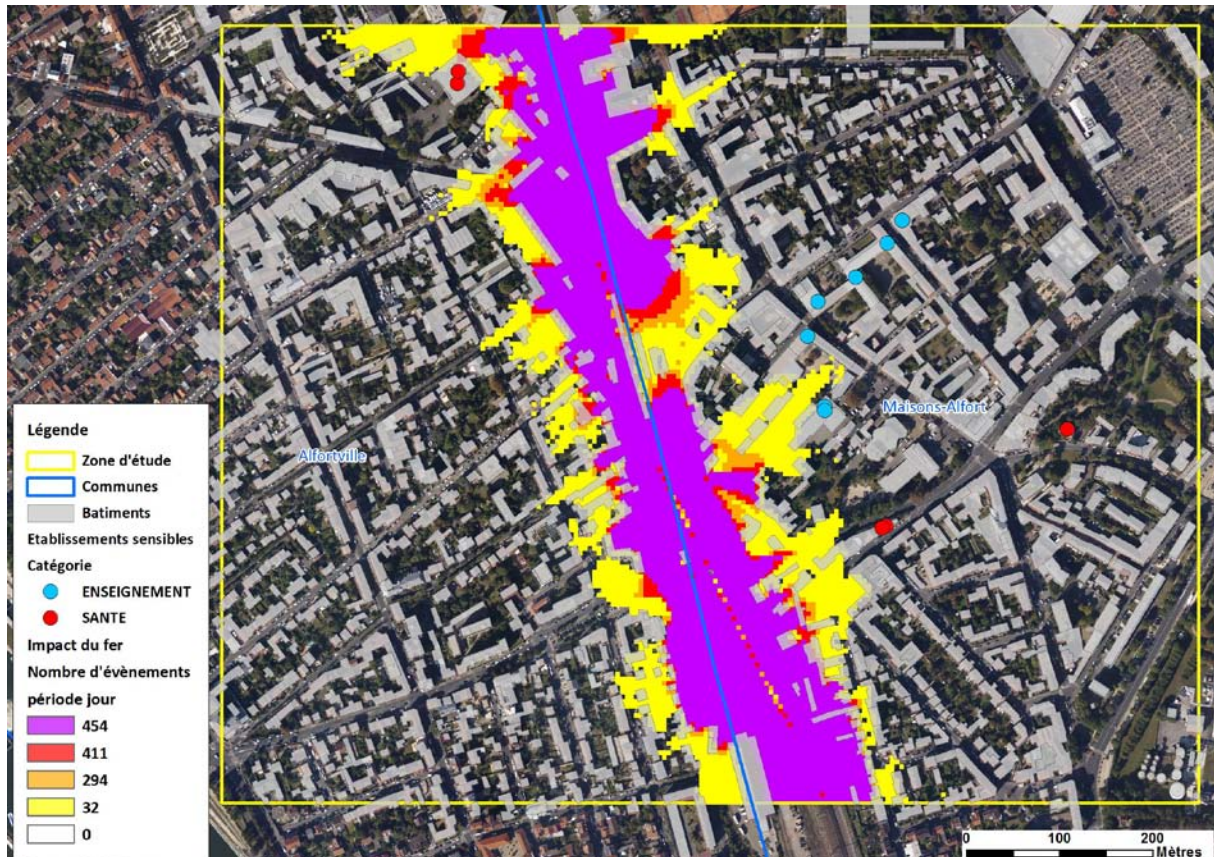 Alfortville
Maisons-Alfort
Légende
Zone d'étude
Communes
Batiments
Etablissements sensibles
Catégorie
ENSEIGNEMENT
SANTE
Impact du fer
Nombre d'évènements
période jour
454
411
294
32
0
0 200
Mètres